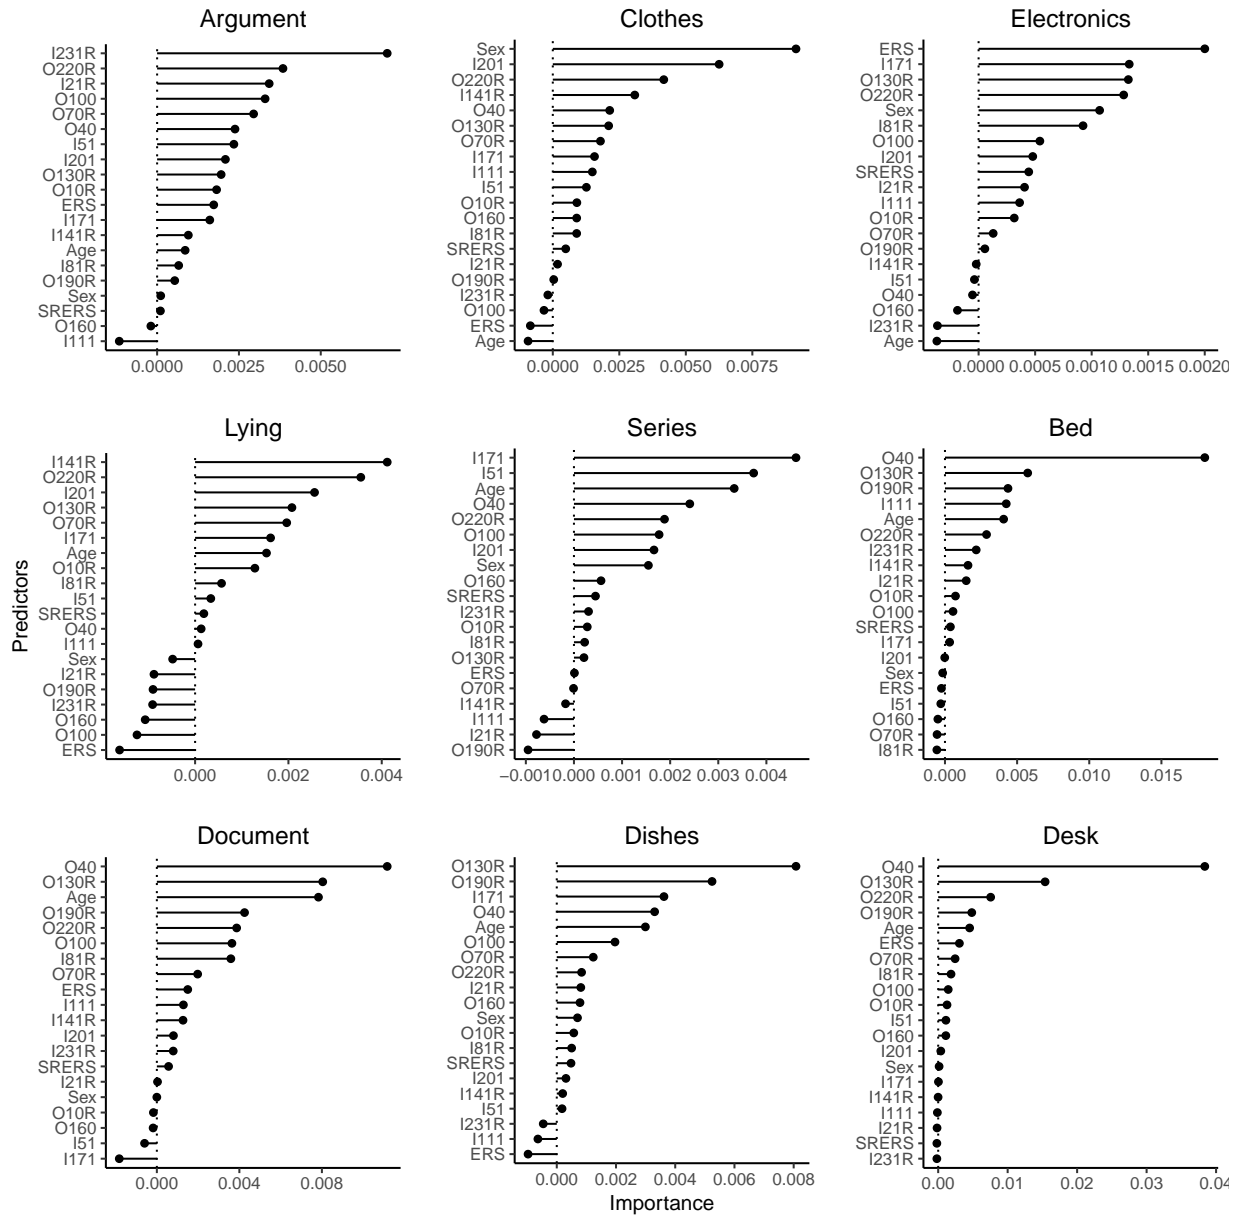 Argument
I231R
O220R
I21R
O100
O70R
O40
I51
I201
O130R
O10R
ERS
I171
I141R
Age
I81R
O190R
Sex
SRERS
O160
I111
0.0000 0.0025 0.0050
Clothes
Sex
I201
O220R
I141R
O40
O130R
O70R
I171
I111
I51
O10R
O160
I81R
SRERS
I21R
O190R
I231R
O100
ERS
Age
0.0000 0.0025 0.0050 0.0075
Electronics
ERS
I171
O130R
O220R
Sex
I81R
O100
I201
SRERS
I21R
I111
O10R
O70R
O190R
I141R
I51
O40
O160
I231R
Age
0.0000 0.0005 0.0010 0.0015 0.0020
Predictors
Lying
I141R
O220R
I201
O130R
O70R
I171
Age
O10R
I81R
I51
SRERS
O40
I111
Sex
I21R
O190R
I231R
O160
O100
ERS
0.000 0.002 0.004
Series
I171
I51
Age
O40
O220R
O100
I201
Sex
O160
SRERS
I231R
O10R
I81R
O130R
ERS
O70R
I141R
I111
I21R
O190R
−0.001 0.000 0.001 0.002 0.003 0.004
Bed
O40
O130R
O190R
I111
Age
O220R
I231R
I141R
I21R
O10R
O100
SRERS
I171
I201
Sex
ERS
I51
O160
O70R
I81R
0.000 0.005 0.010 0.015
Document
O40
O130R
Age
O190R
O220R
O100
I81R
O70R
ERS
I111
I141R
I201
I231R
SRERS
I21R
Sex
O10R
O160
I51
I171
0.000 0.004 0.008
Dishes
O130R
O190R
I171
O40
Age
O100
O70R
O220R
I21R
O160
Sex
O10R
I81R
SRERS
I201
I141R
I51
I231R
I111
ERS
0.000 0.002 0.004 0.006 0.008
Desk
O40
O130R
O220R
O190R
Age
ERS
O70R
I81R
O100
O10R
I51
O160
I201
Sex
I171
I141R
I111
I21R
SRERS
I231R
0.00 0.01 0.02 0.03 0.04
Importance